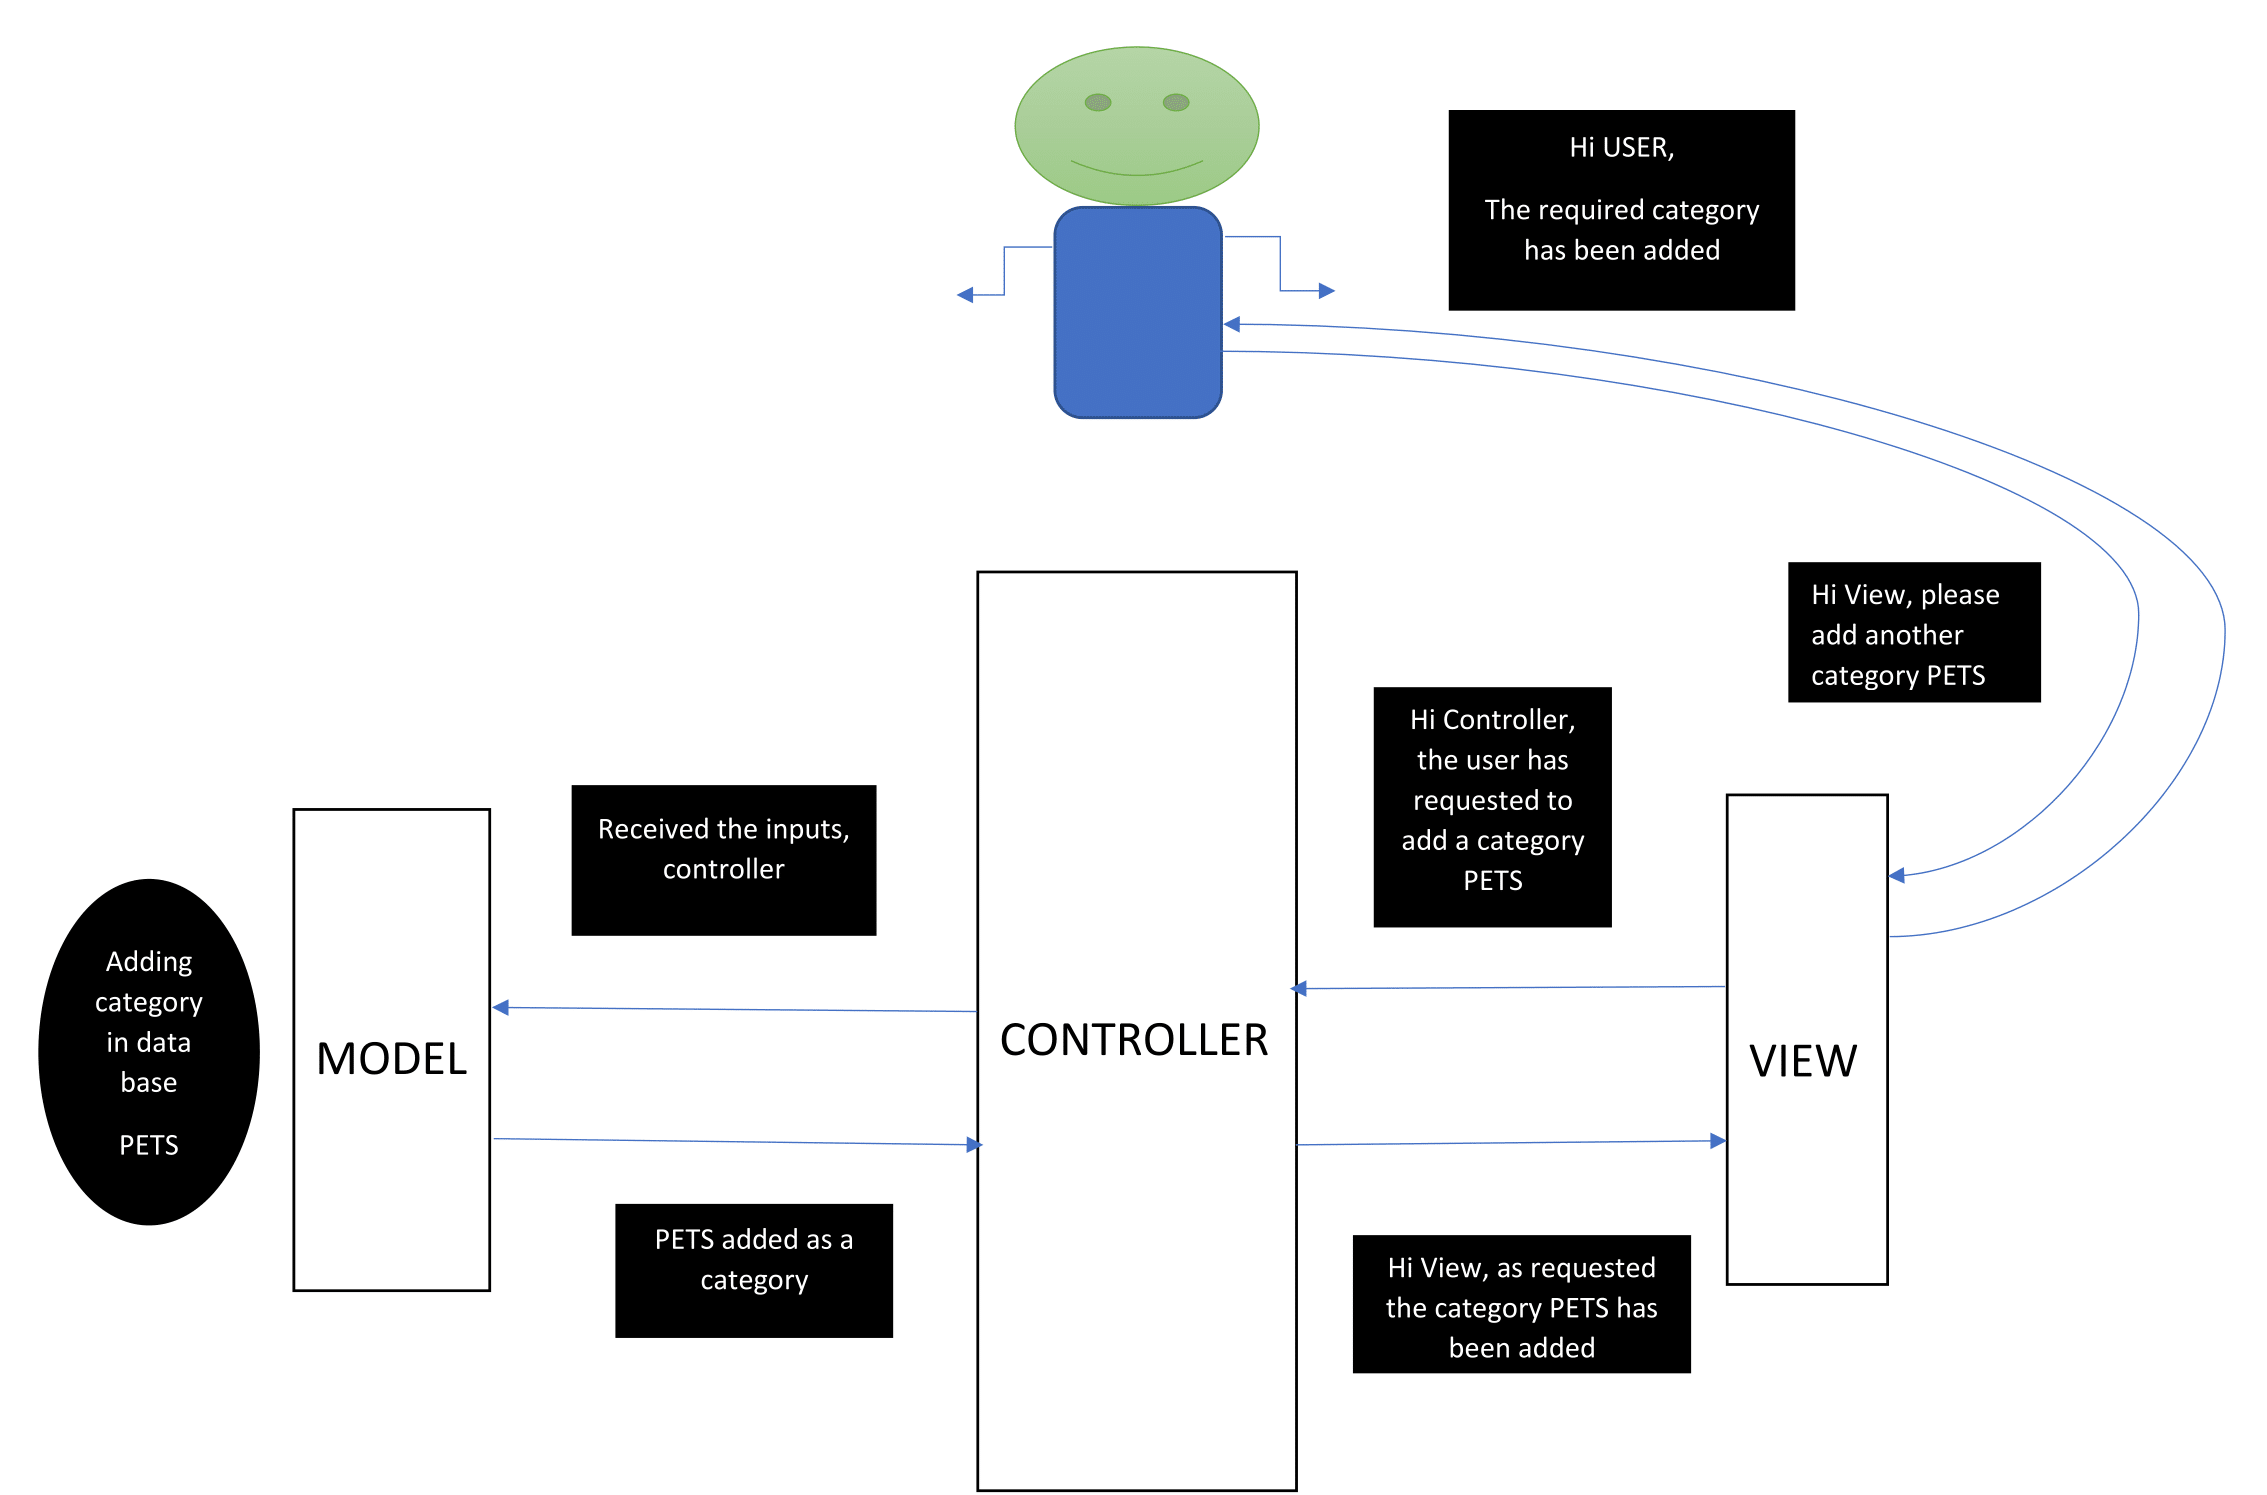 Hi USER,
The required category
has been added
Hi View, please
add another
category PETS
Hi Controller,
the user has
requested to
add a category
PETS
Received the inputs,
controller
Adding
category
in data
base
PETS
MODEL
CONTROLLER
VIEW
PETS added as a
category
Hi View, as requested
the category PETS has
been added